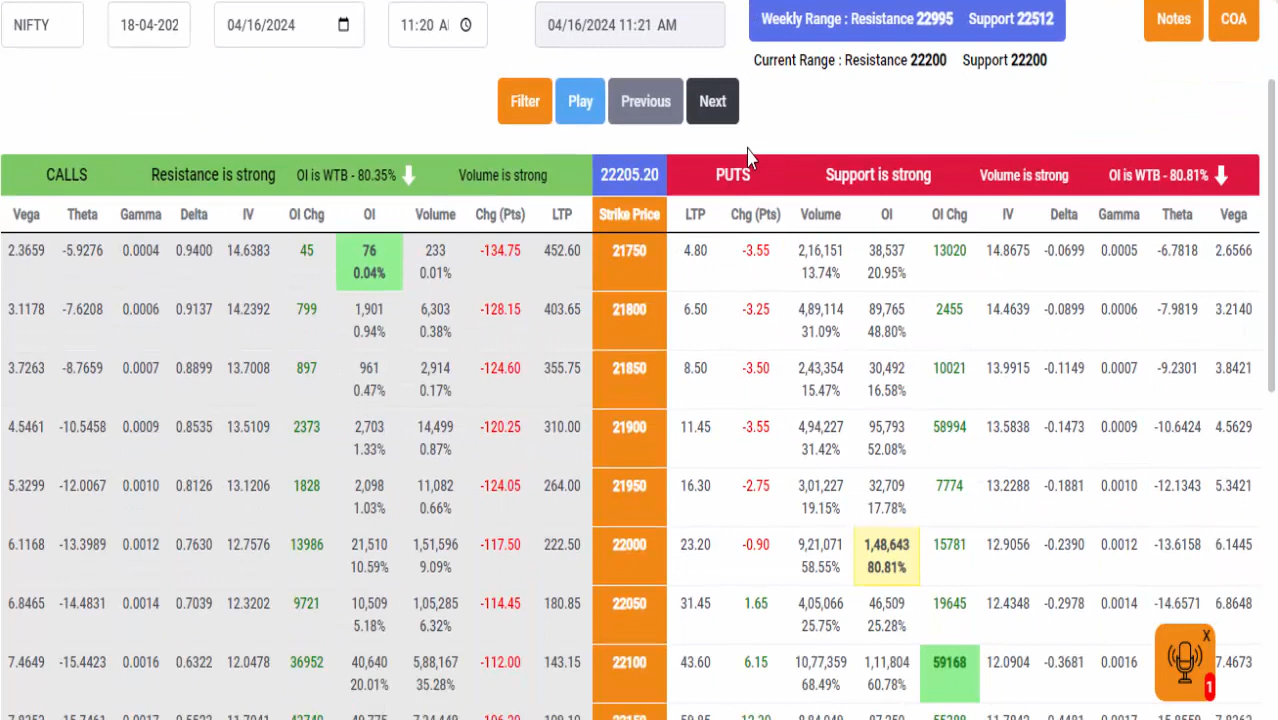 NIFTY 18-04-202 04/16/2024 11:20 A 04/16/2024 11:21 AM Weekly Range : Resistance 22995 Support 22512 Notes COA
Current Range : Resistance 22200 Support 22200
Filter Play Previous Next
CALLS Resistance is strong OI is WTB - 80.35% Volume is strong 22205.20 PUTS Support is strong Volume is strong OI is WTB - 80.81%
Vega Theta Gamma Delta IV OI Chg OI Volume Chg (Pts) LTP Strike Price LTP Chg (Pts) Volume OI OI Chg IV Delta Gamma Theta Vega
2.3659 -5.9276 0.0004 0.9400 14.6383 45 76 233 -134.75 452.60 21750 4.80 -3.55 2,16,151 38,537 13020 14.8675 -0.0699 0.0005 -6.7818 2.6566
0.04% 0.01% 13.74% 20.95%
3.1178 -7.6208 0.0006 0.9137 14.2392 799 1,901 6,303 -128.15 403.65 21800 6.50 -3.25 4,89,114 89,765 2455 14.4639 -0.0899 0.0006 -7.9819 3.2140
0.94% 0.38% 31.09% 48.80%
3.7263 -8.7659 0.0007 0.8899 13.7008 897 961 2,914 -124.60 355.75 21850 8.50 -3.50 2,43,354 30,492 10021 13.9915 -0.1149 0.0007 -9.2301 3.8421
0.47% 0.17% 15.47% 16.58%
4.5461 -10.5458 0.0009 0.8535 13.5109 2373 2,703 14,499 -120.25 310.00 21900 11.45 -3.55 4,94,227 95,793 58994 13.5838 -0.1473 0.0009 -10.6424 4.5629
1.33% 0.87% 31.42% 52.08%
5.3299 -12.0067 0.0010 0.8126 13.1206 1828 2,098 11,082 -124.05 264.00 21950 16.30 -2.75 3,01,227 32,709 7774 13.2288 -0.1881 0.0010 -12.1343 5.3421
1.03% 0.66% 19.15% 17.78%
6.1168 -13.3989 0.0012 0.7630 12.7576 13986 21,510 1,51,596 -117.50 222.50 22000 23.20 -0.90 9,21,071 1,48,643 15781 12.9056 -0.2390 0.0012 -13.6158 6.1445
10.59% 9.09% 58.55% 80.81%
6.8465 -14.4831 0.0014 0.7039 12.3202 9721 10,509 1,05,285 -114.45 180.85 22050 31.45 1.65 4,05,066 46,509 19645 12.4348 -0.2978 0.0014 -14.6571 6.8648
5.18% 6.32% 25.75% 25.28%
X
7.4649 -15.4423 0.0016 0.6322 12.0478 36952 40,640 5,88,167 -112.00 143.15 22100 43.60 6.15 10,77,359 1,11,804 59168 12.0904 -0.3681 0.0016 7.4673
20.01% 35.28% 68.49% 60.78% 1